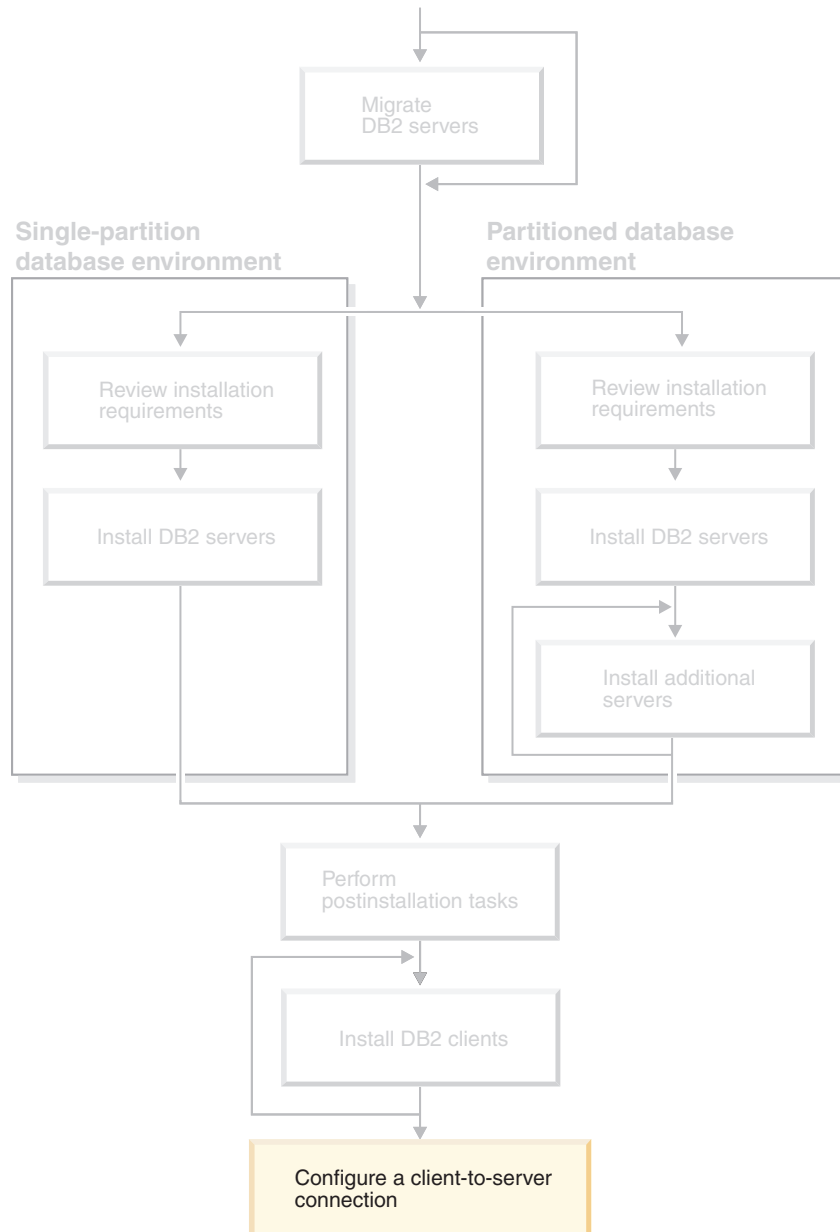 Migrate
DB2 servers
Single-partition
database environment
Partitioned database
environment
Review installation
requirements
Review installation
requirements
Install DB2 servers
Install DB2 servers
Install additional
servers
Perform
postinstallation tasks
Install DB2 clients
Configure a client-to-server
connection